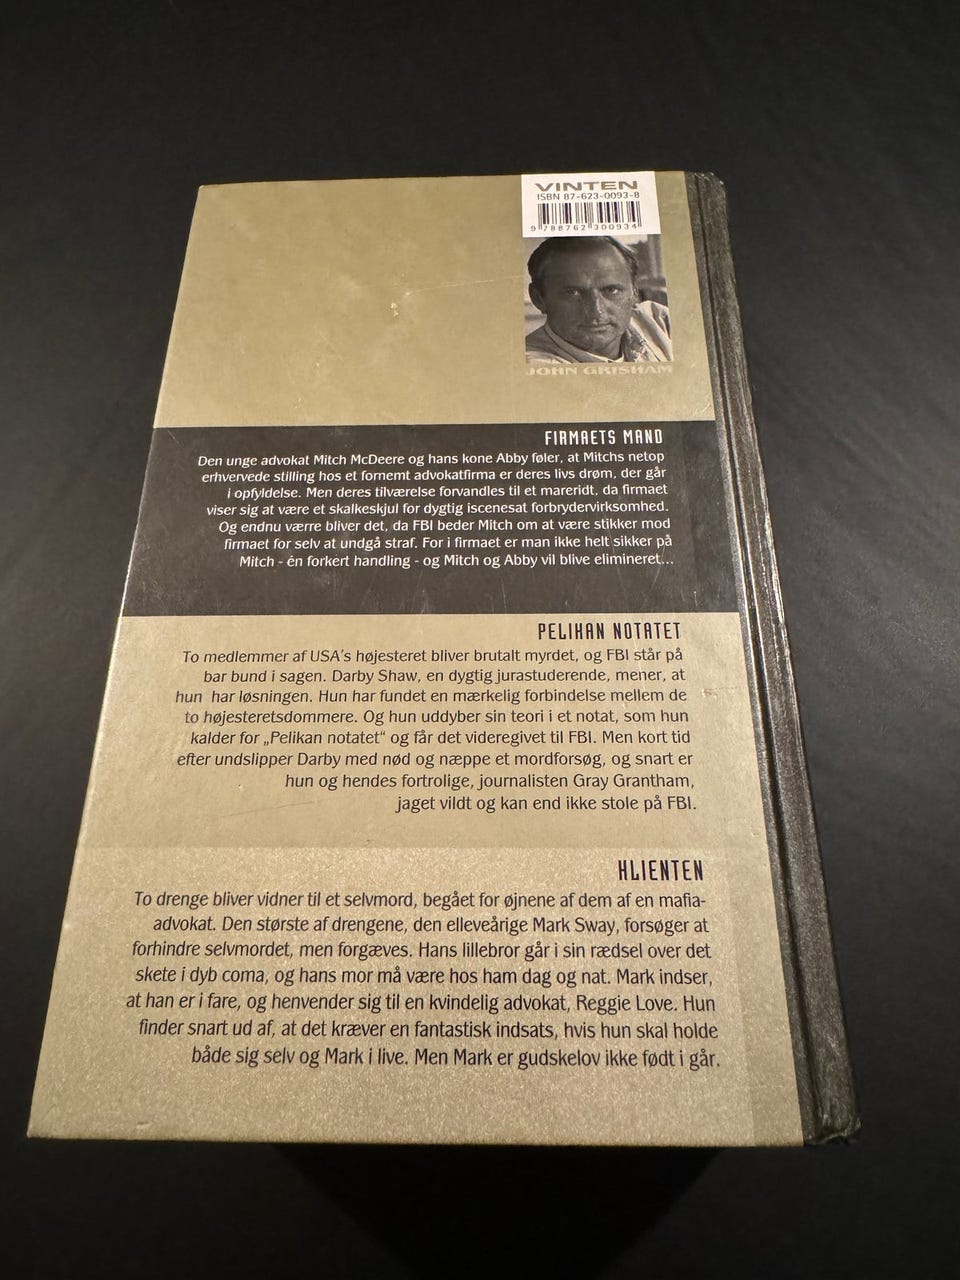 VINTEN
ISBN 87-623-0093-8
9 788762 300934
JOHN GRISHAM
FIRMAETS MAND
Den unge advokat Mitch McDeere og hans kone Abby føler, at Mitchs netop
erhvervede stilling hos et fornemt advokatfirma er deres livs drøm, der går
i opfyldelse. Men deres tilværelse forvandles til et mareridt, da firmaet
viser sig at være et skalkeskjul for dygtig iscenesat forbrydervirksomhed.
Og endnu værre bliver det, da FBI beder Mitch om at være stikker mod
firmaet for selv at undgå straf. For i firmaet er man ikke helt sikker på
Mitch - én forkert handling - og Mitch og Abby vil blive elimineret...
PELIKAN NOTATET
To medlemmer af USA's højesteret bliver brutalt myrdet, og FBI står på
bar bund i sagen. Darby Shaw, en dygtig jurastuderende, mener, at
hun har løsningen. Hun har fundet en mærkelig forbindelse mellem de
to højesteretsdommere. Og hun uddyber sin teori i et notat, som hun
kalder for „Pelikan notatet“ og får det videregivet til FBI. Men kort tid
efter undslipper Darby med nød og næppe et mordforsøg, og snart er
hun og hendes fortrolige, journalisten Gray Grantham,
jaget vildt og kan end ikke stole på FBI.
KLIENTEN
To drenge bliver vidner til et selvmord, begået for øjnene af dem af en mafia-
advokat. Den største af drengene, den elleveårige Mark Sway, forsøger at
forhindre selvmordet, men forgæves. Hans lillebror går i sin rædsel over det
skete i dyb coma, og hans mor må være hos ham dag og nat. Mark indser,
at han er i fare, og henvender sig til en kvindelig advokat, Reggie Love. Hun
finder snart ud af, at det kræver en fantastisk indsats, hvis hun skal holde
både sig selv og Mark i live. Men Mark er gudskelov ikke født i går.